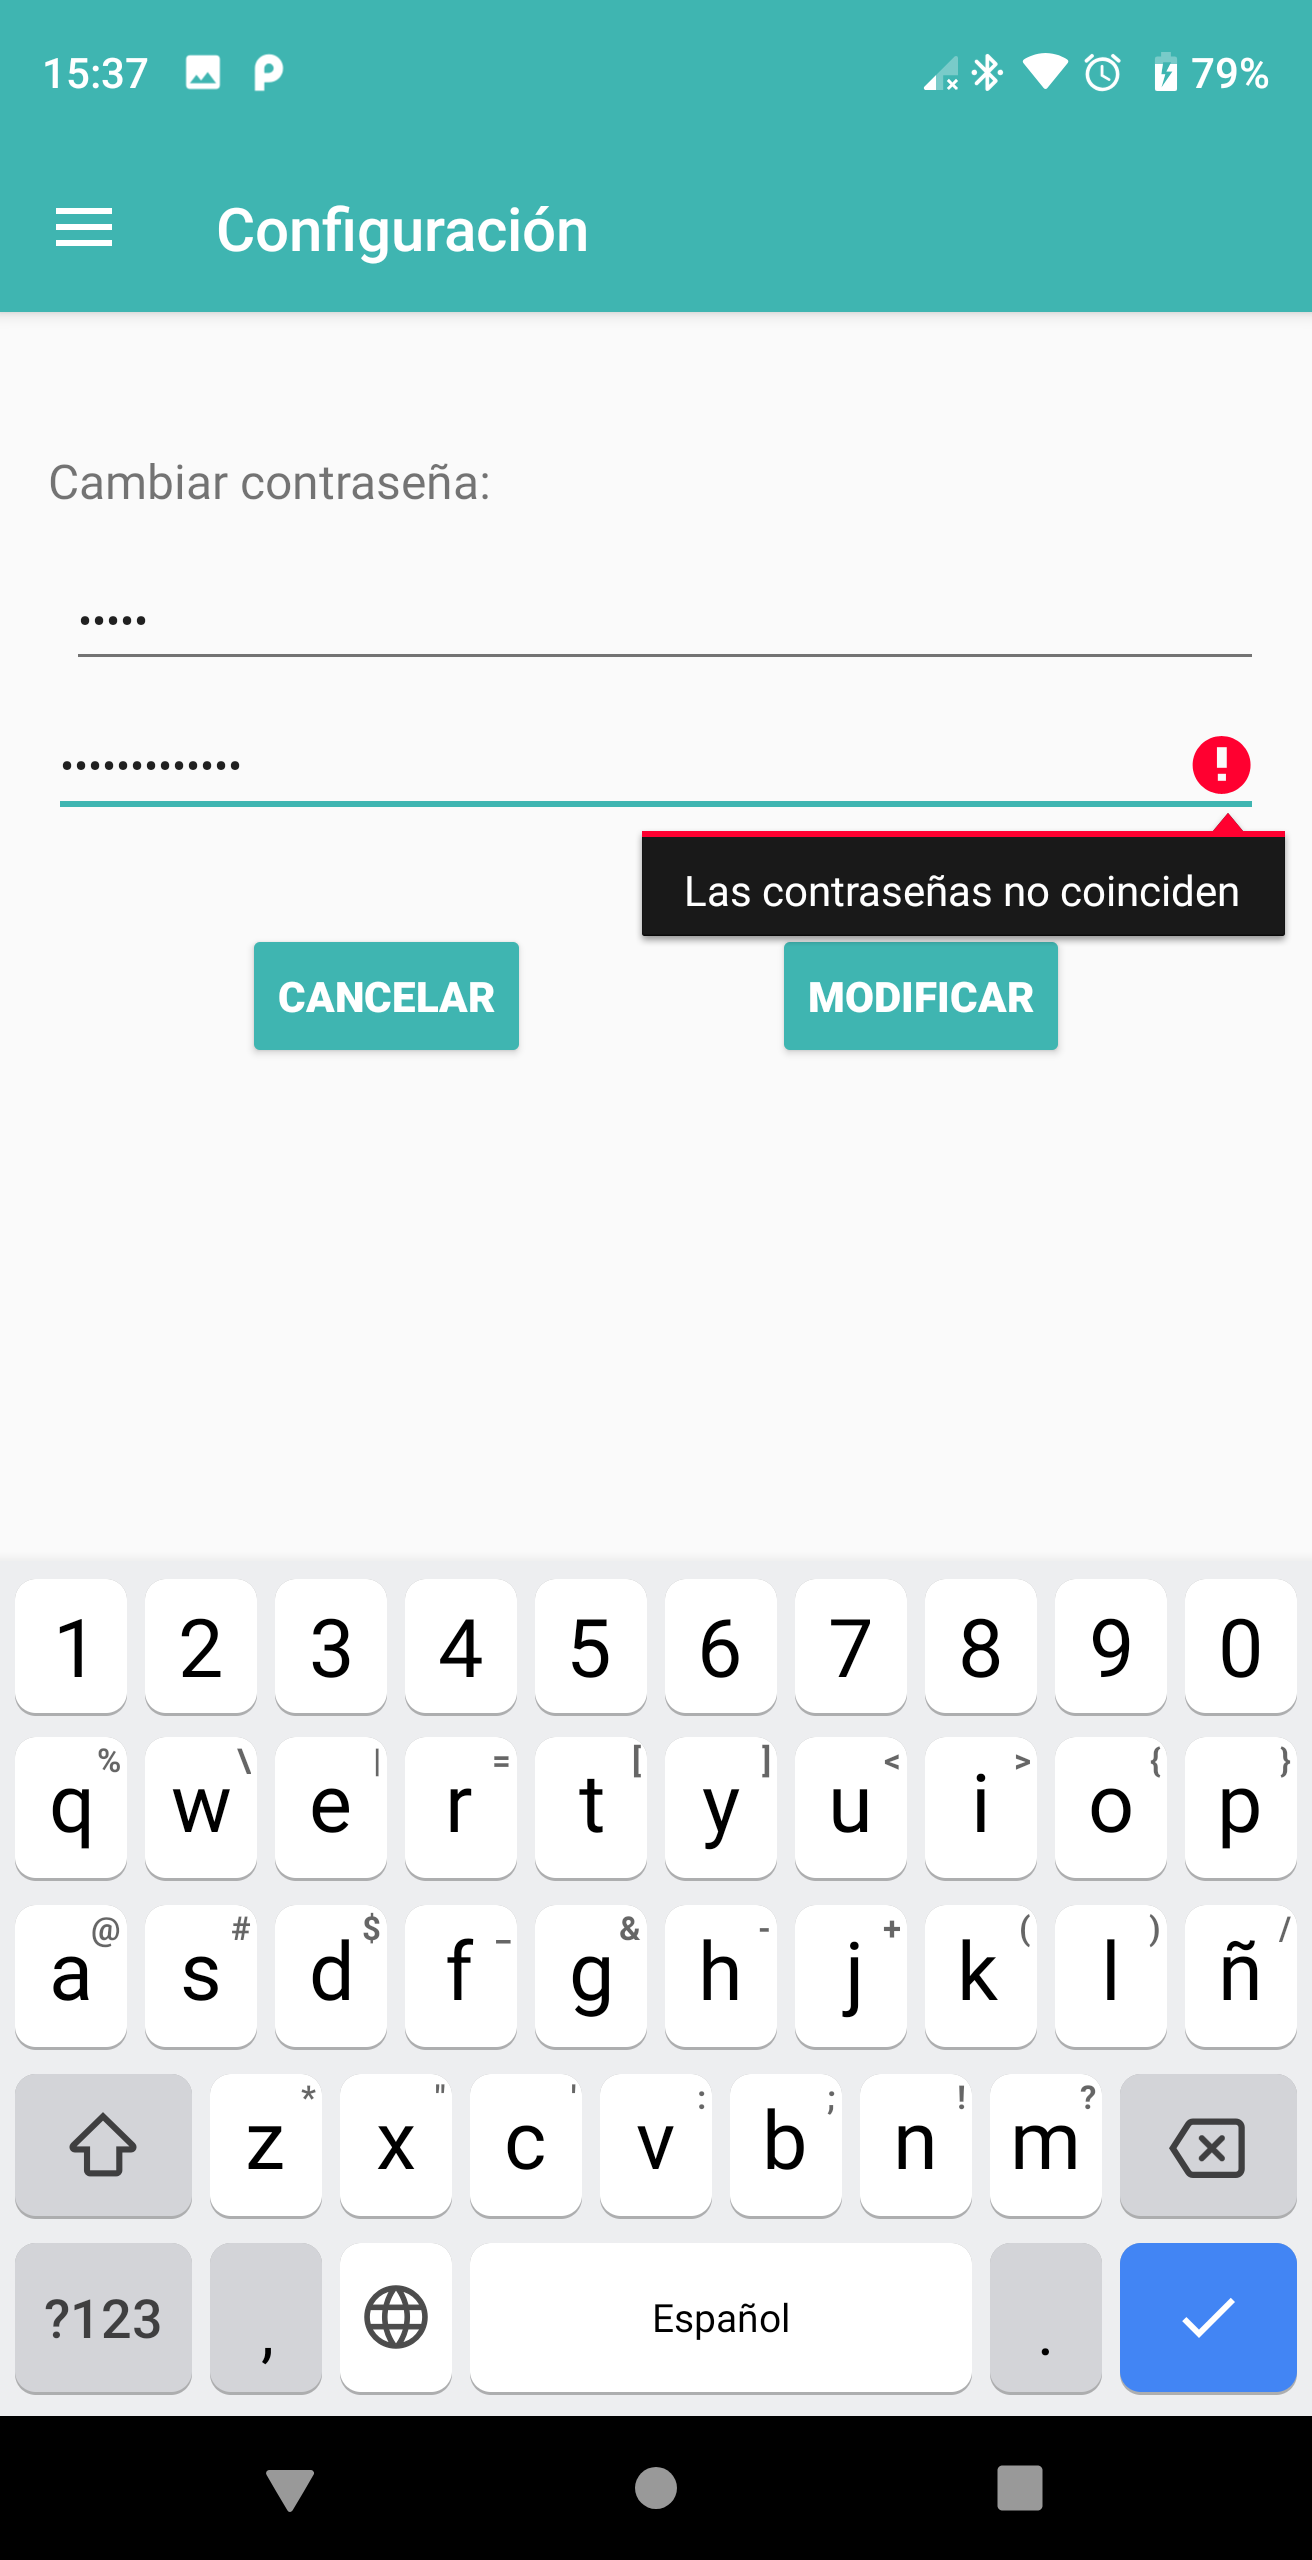 15:37
79%
Configuración
Cambiar contraseña:
•••••
•••••••••••••
Las contraseñas no coinciden
CANCELAR MODIFICAR
1 2 3 4 5 6 7 8 9 0
% \ | = [ ] < > { }
q w e r t y u i o p
@ # $ _ & - + ( ) /
a s d f g h j k l ñ
* " ' : ; ! ?
z x c v b n m
?123 , Español .